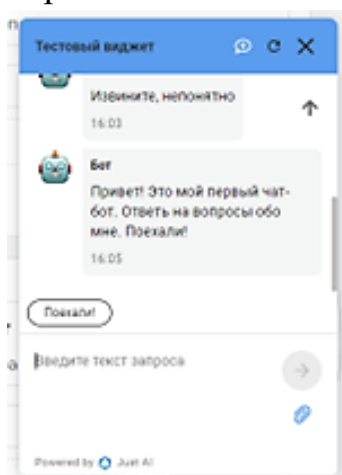 Тестовый виджет
Извините, непонятно
16:03
Бот
Привет! Это мой первый чат-
бот. Ответь на вопросы обо
мне. Поехали!
16:05
Поехали!
Введите текст запроса
Powered by Just AI